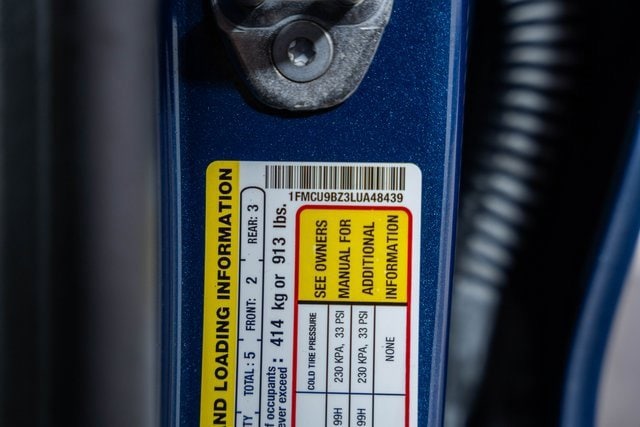 1FMCU9BZ3LUA48439
ND LOADING INFORMATION
TY TOTAL: 5 FRONT: 2 REAR: 3
f occupants
ever exceed: 414 kg or 913 lbs.
SEE OWNERS
MANUAL FOR
ADDITIONAL
INFORMATION
COLD TIRE PRESSURE
99H 230 KPA, 33 PSI
99H 230 KPA, 33 PSI
NONE